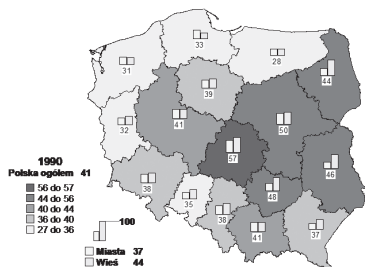 33
31
28
44
39
41
50
32
57
46
48
38
35
38
41
37
1990
Polska ogółem 41
56 do 57
44 do 56
40 do 44
36 do 40
27 do 36
100
Miasta 37
Wieś 44